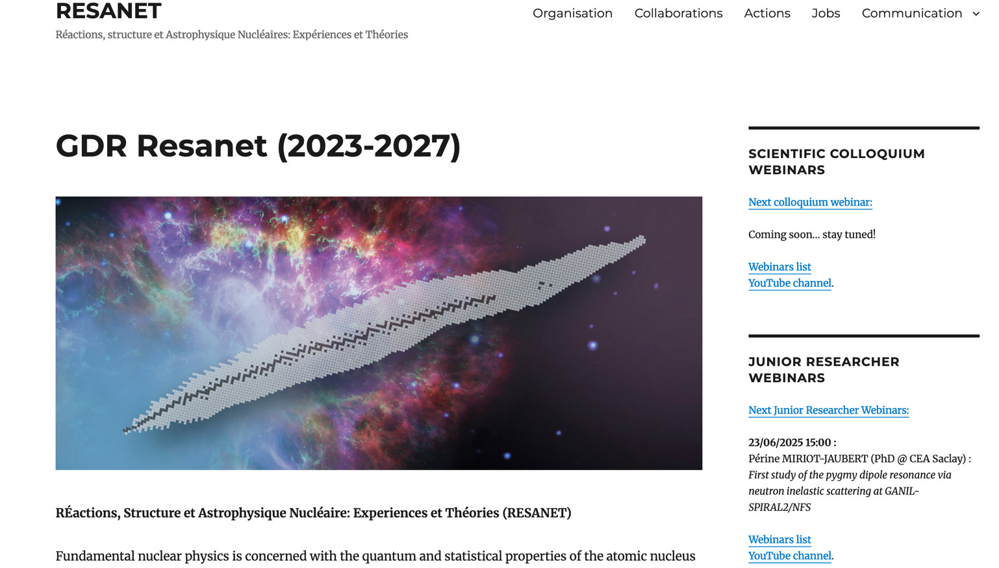 RESANET
Réactions, structure et Astrophysique Nucléaires: Expériences et Théories
Organisation Collaborations Actions Jobs Communication
GDR Resanet (2023-2027)
RÉactions, Structure et Astrophysique Nucléaire: Experiences et Théories (RESANET)
Fundamental nuclear physics is concerned with the quantum and statistical properties of the atomic nucleus
SCIENTIFIC COLLOQUIUM
WEBINARS
Next colloquium webinar:
Coming soon... stay tuned!
Webinars list
YouTube channel.
JUNIOR RESEARCHER
WEBINARS
Next Junior Researcher Webinars:
23/06/2025 15:00 :
Périne MIRIOT-JAUBERT (PhD @ CEA Saclay) :
First study of the pygmy dipole resonance via
neutron inelastic scattering at GANIL-
SPIRAL2/NFS
Webinars list
YouTube channel.